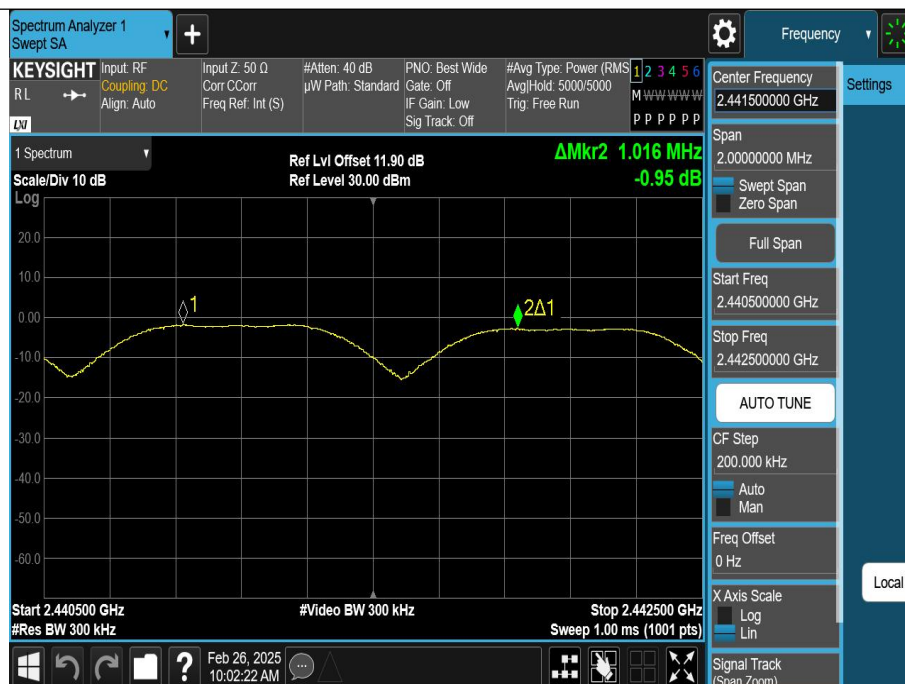 Spectrum Analyzer 1
Swept SA
Frequency
KEYSIGHT
RL
LXI
Input: RF
Coupling: DC
Align: Auto
Input Z: 50 Ω
Corr CCorr
Freq Ref: Int (S)
#Atten: 40 dB
µW Path: Standard
PNO: Best Wide
Gate: Off
IF Gain: Low
Sig Track: Off
#Avg Type: Power (RMS
Avg|Hold: 5000/5000
Trig: Free Run
1 2 3 4 5 6
M W W W W W
P P P P P P
1 Spectrum
Scale/Div 10 dB
Log
Ref Lvl Offset 11.90 dB
Ref Level 30.00 dBm
ΔMkr2 1.016 MHz
-0.95 dB
20.0
10.0
0.00
-10.0
-20.0
-30.0
-40.0
-50.0
-60.0
1
2Δ1
Start 2.440500 GHz
#Res BW 300 kHz
#Video BW 300 kHz
Stop 2.442500 GHz
Sweep 1.00 ms (1001 pts)
?
Feb 26, 2025
10:02:22 AM
Center Frequency
2.441500000 GHz
Span
2.00000000 MHz
Swept Span
Zero Span
Full Span
Start Freq
2.440500000 GHz
Stop Freq
2.442500000 GHz
AUTO TUNE
CF Step
200.000 kHz
Auto
Man
Freq Offset
0 Hz
X Axis Scale
Log
Lin
Signal Track
(Span Zoom)
Settings
Local